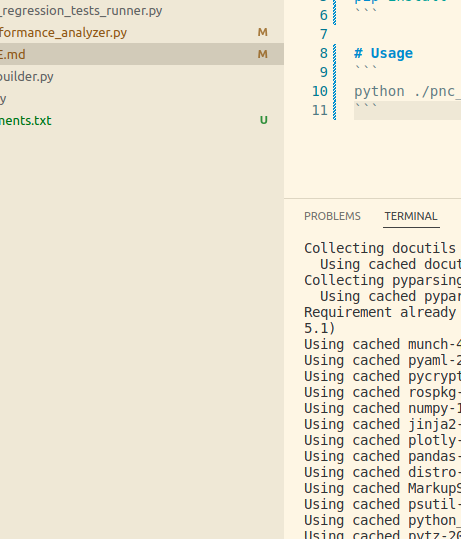 _regression_tests_runner.py
formance_analyzer.py M
E.md M
builder.py
y
ments.txt U
pip install
6 ```
7
8 # Usage
9 ```
10 python ./pnc_
11 ```
PROBLEMS TERMINAL
Collecting docutils
Using cached docut
Collecting pyparsing
Using cached pypar
Requirement already
5.1)
Using cached munch-4
Using cached pyaml-2
Using cached pycrypt
Using cached rospkg-
Using cached numpy-1
Using cached jinja2-
Using cached plotly-
Using cached pandas-
Using cached distro-
Using cached MarkupS
Using cached psutil-
Using cached python_
Using cached pytz-20